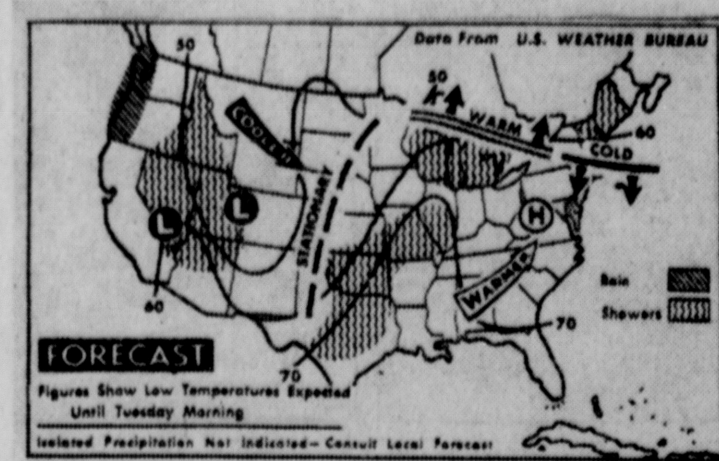 Data From U.S. WEATHER BUREAU
50
50
WARM
60
COLD
COOLER
STATIONARY
L
L
H
WARMER
Rain
Showers
60
70
70
FORECAST
Figures Show Low Temperatures Expected
Until Tuesday Morning
Isolated Precipitation Not Indicated—Consult Local Forecast